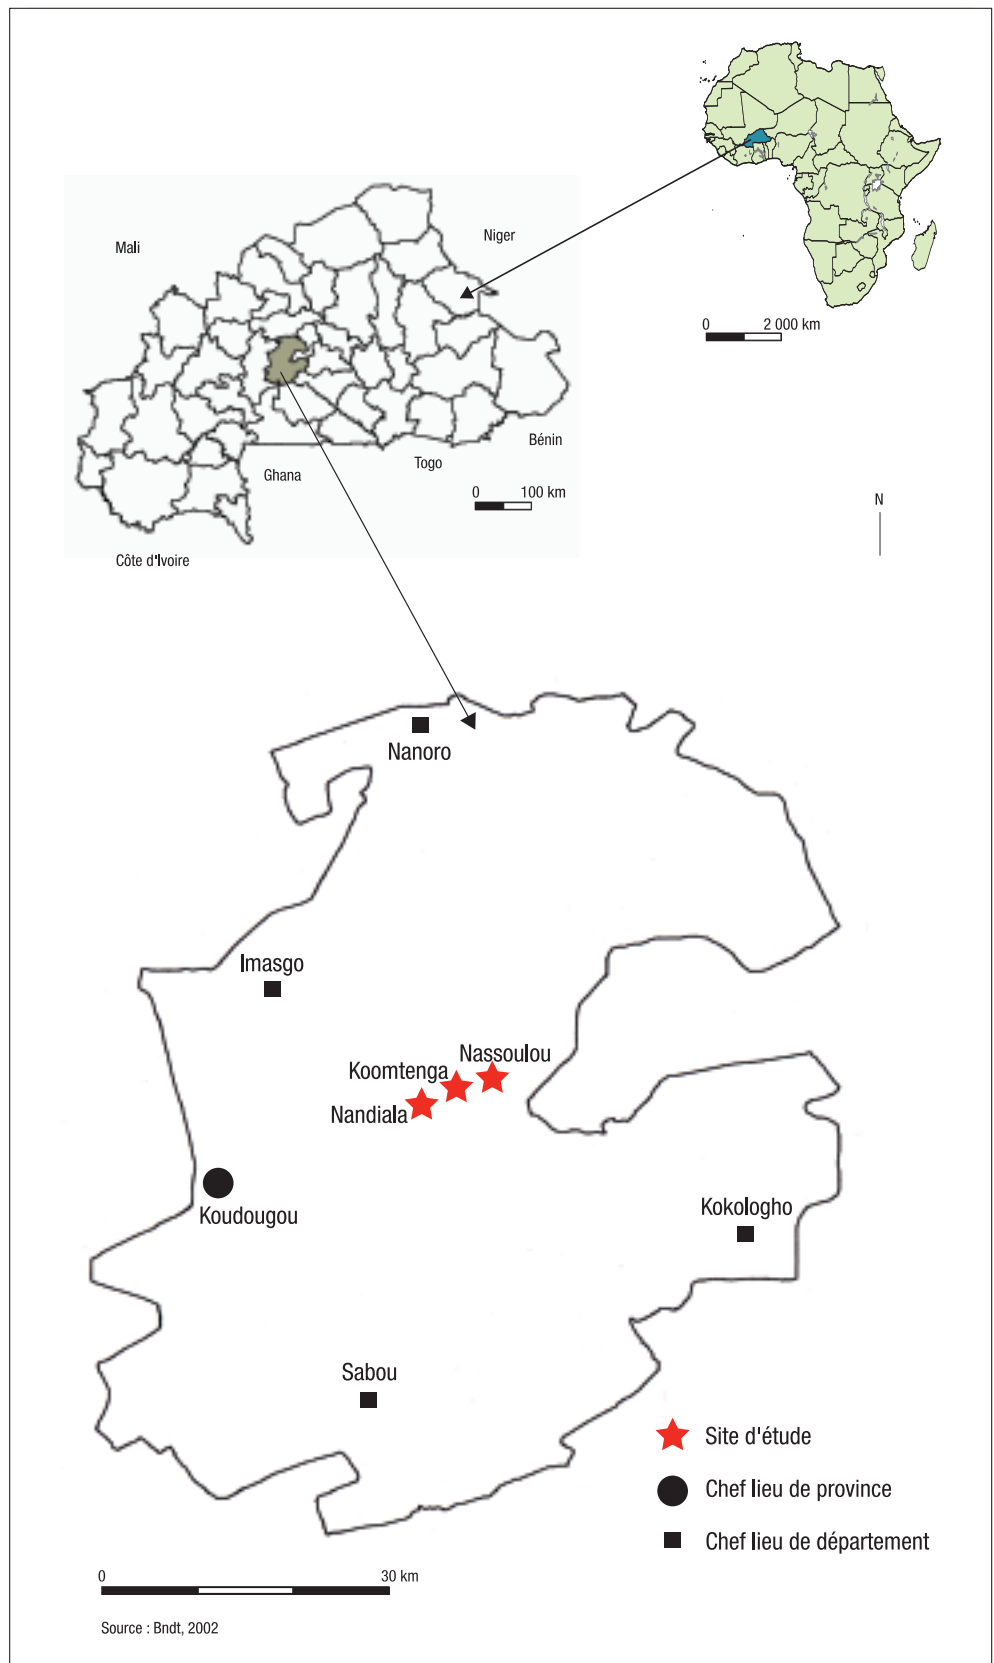 0 2 000 km
Mali
Niger
Bénin
Togo
Ghana
0 100 km
Côte d'Ivoire
N
Nanoro
Imasgo
Nassoulou
Koomtenga
Nandiala
Koudougou
Kokologho
Sabou
Site d'étude
Chef lieu de province
Chef lieu de département
0 30 km
Source : Bndt, 2002